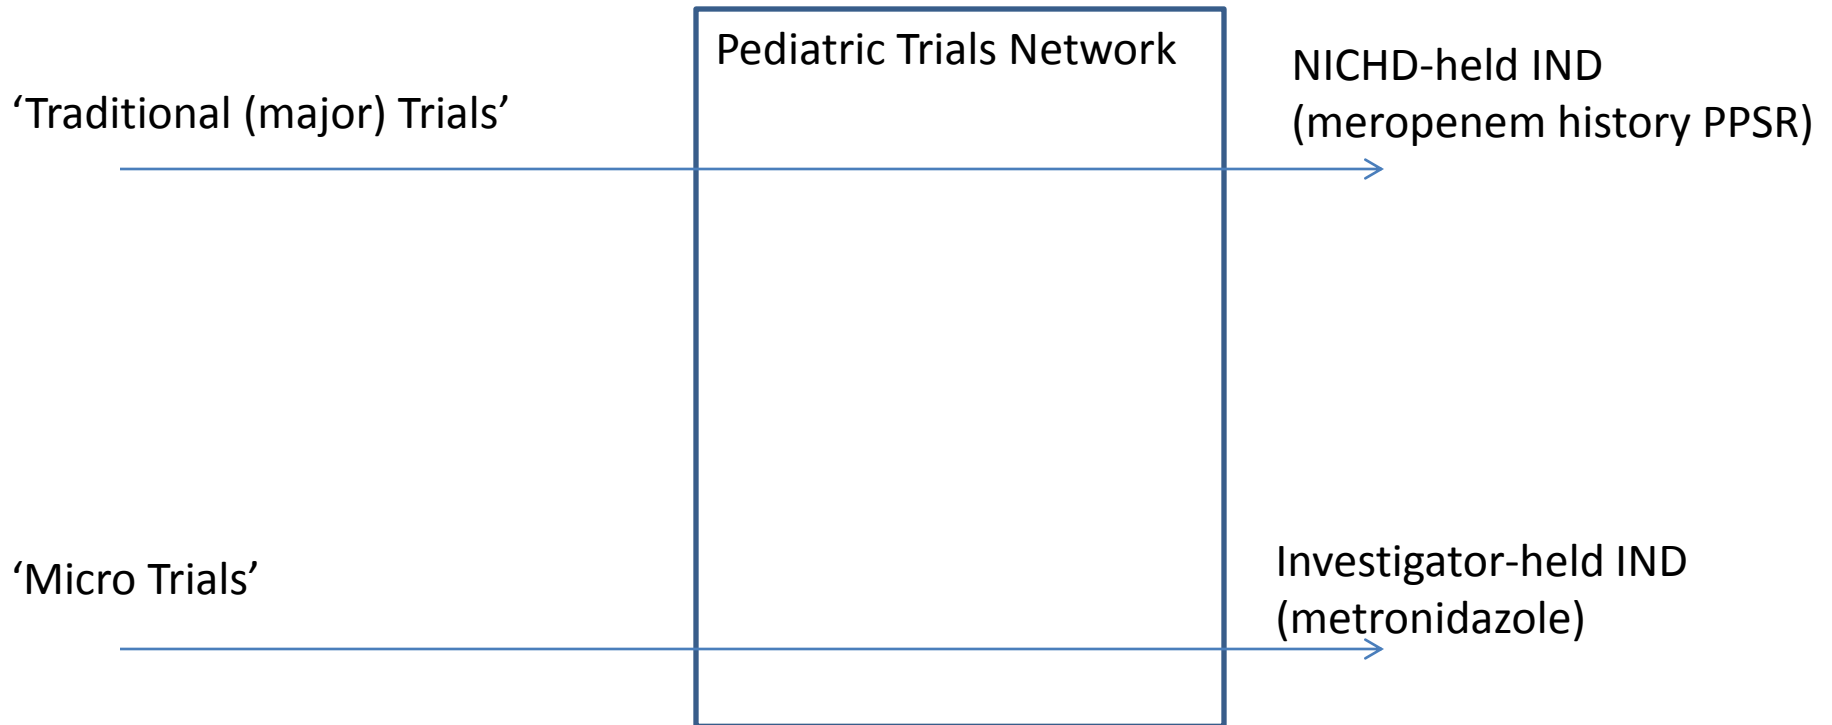 Pediatric Trials Network
‘Traditional (major) Trials’
NICHD-held IND
(meropenem history PPSR)
‘Micro Trials’
Investigator-held IND
(metronidazole)